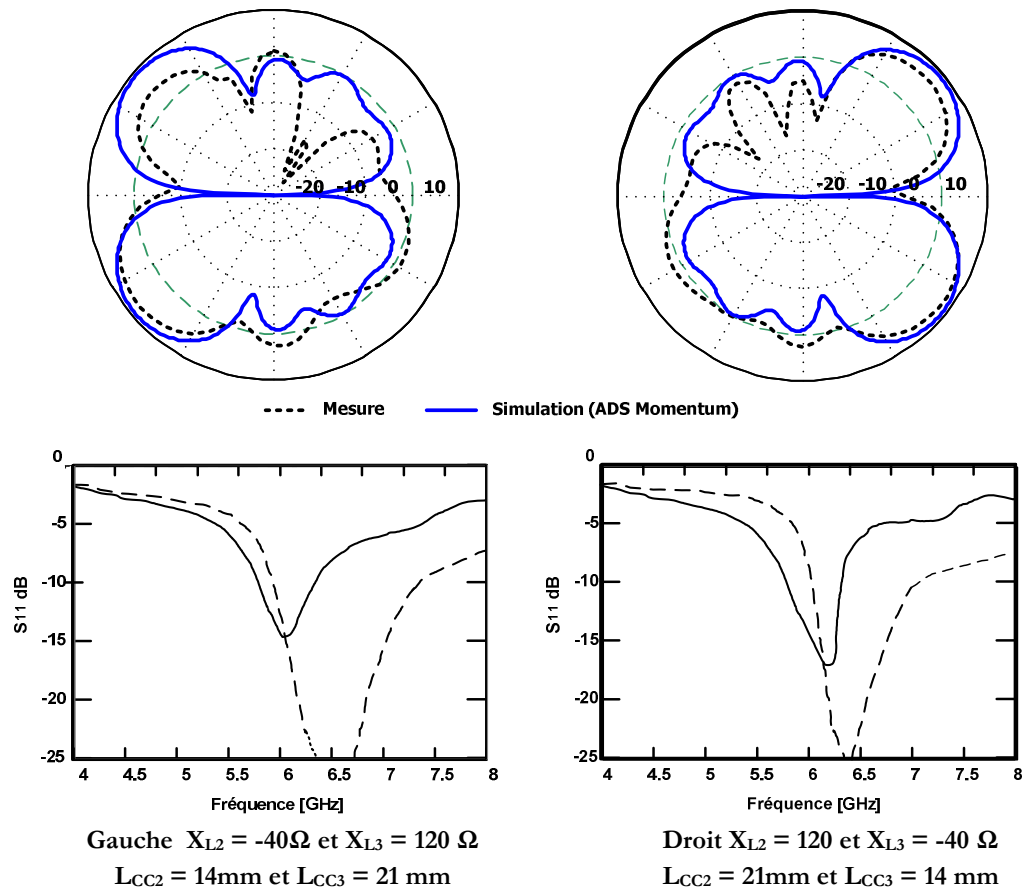 -20 -10 0 10
-20 -10 0 10
Mesure Simulation (ADS Momentum)
0
-5
-10
-15
-20
-25
S11 dB
4 4.5 5 5.5 6 6.5 7 7.5 8
Fréquence [GHz]
0
-5
-10
-15
-20
-25
S11 dB
4 4.5 5 5.5 6 6.5 7 7.5 8
Fréquence [GHz]
Gauche XL2 = -40Ω et XL3 = 120 Ω
LCC2 = 14mm et LCC3 = 21 mm
Droit XL2 = 120 et XL3 = -40 Ω
LCC2 = 21mm et LCC3 = 14 mm